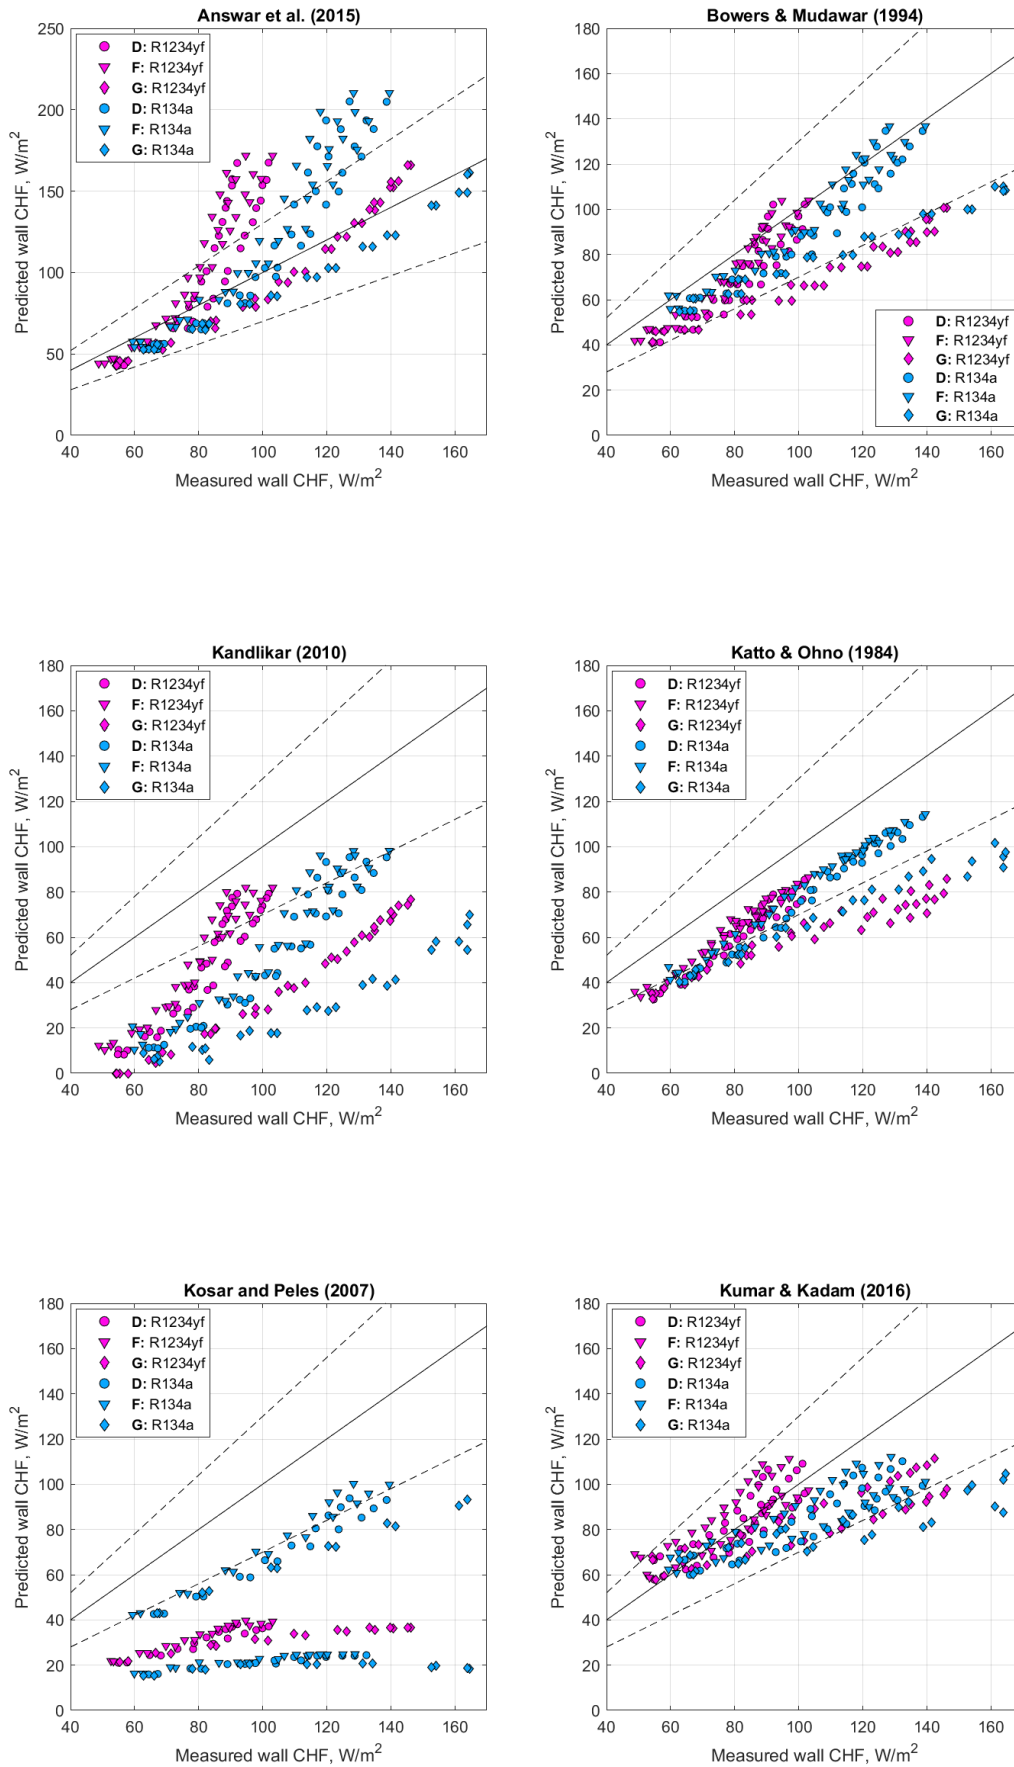 Answar et al. (2015)
250
200
150
100
50
0
40 60 80 100 120 140 160
Predicted wall CHF, W/m2
Measured wall CHF, W/m2
D: R1234yf
F: R1234yf
G: R1234yf
D: R134a
F: R134a
G: R134a
Bowers & Mudawar (1994)
180
160
140
120
100
80
60
40
20
0
40 60 80 100 120 140 160
Predicted wall CHF, W/m2
Measured wall CHF, W/m2
D: R1234yf
F: R1234yf
G: R1234yf
D: R134a
F: R134a
G: R134a
Kandlikar (2010)
180
160
140
120
100
80
60
40
20
0
40 60 80 100 120 140 160
Predicted wall CHF, W/m2
Measured wall CHF, W/m2
D: R1234yf
F: R1234yf
G: R1234yf
D: R134a
F: R134a
G: R134a
Katto & Ohno (1984)
180
160
140
120
100
80
60
40
20
0
40 60 80 100 120 140 160
Predicted wall CHF, W/m2
Measured wall CHF, W/m2
D: R1234yf
F: R1234yf
G: R1234yf
D: R134a
F: R134a
G: R134a
Kosar and Peles (2007)
180
160
140
120
100
80
60
40
20
0
40 60 80 100 120 140 160
Predicted wall CHF, W/m2
Measured wall CHF, W/m2
D: R1234yf
F: R1234yf
G: R1234yf
D: R134a
F: R134a
G: R134a
Kumar & Kadam (2016)
180
160
140
120
100
80
60
40
20
0
40 60 80 100 120 140 160
Predicted wall CHF, W/m2
Measured wall CHF, W/m2
D: R1234yf
F: R1234yf
G: R1234yf
D: R134a
F: R134a
G: R134a